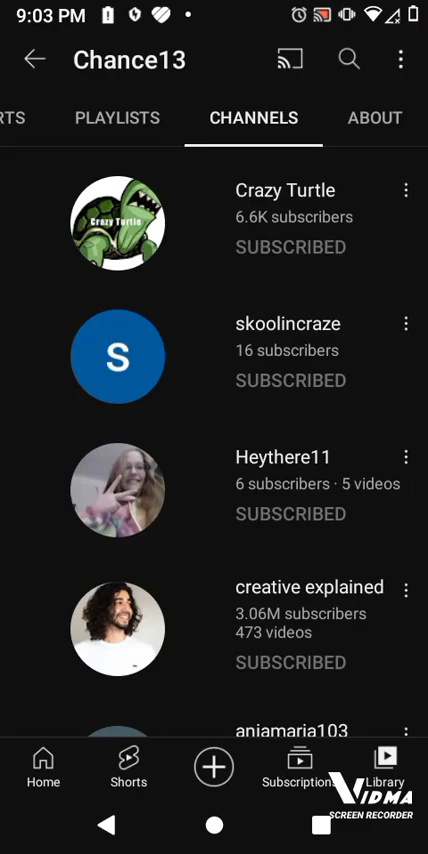 9:03 PM
Chance13
RTS
PLAYLISTS
CHANNELS
ABOUT
Crazy Turtle
Crazy Turtle
6.6K subscribers
SUBSCRIBED
S
skoolincraze
16 subscribers
SUBSCRIBED
Heythere11
6 subscribers · 5 videos
SUBSCRIBED
creative explained
3.06M subscribers
473 videos
SUBSCRIBED
aniamaria103
Home
Shorts
Subscriptions
Library
VIDMA
SCREEN RECORDER